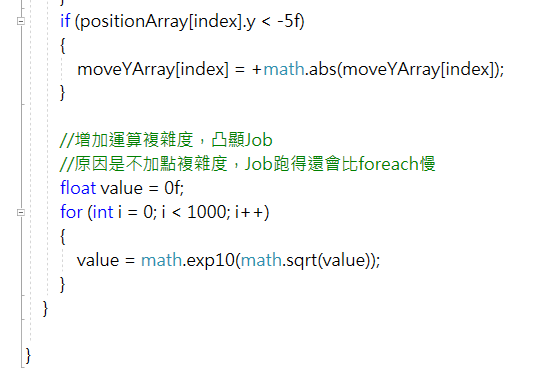 if (positionArray[index].y < -5f)
{
moveYArray[index] = +math.abs(moveYArray[index]);
}
//增加運算複雜度，凸顯Job
//原因是不加點複雜度，Job跑得還會比foreach慢
float value = 0f;
for (int i = 0; i < 1000; i++)
{
value = math.exp10(math.sqrt(value));
}
}
}